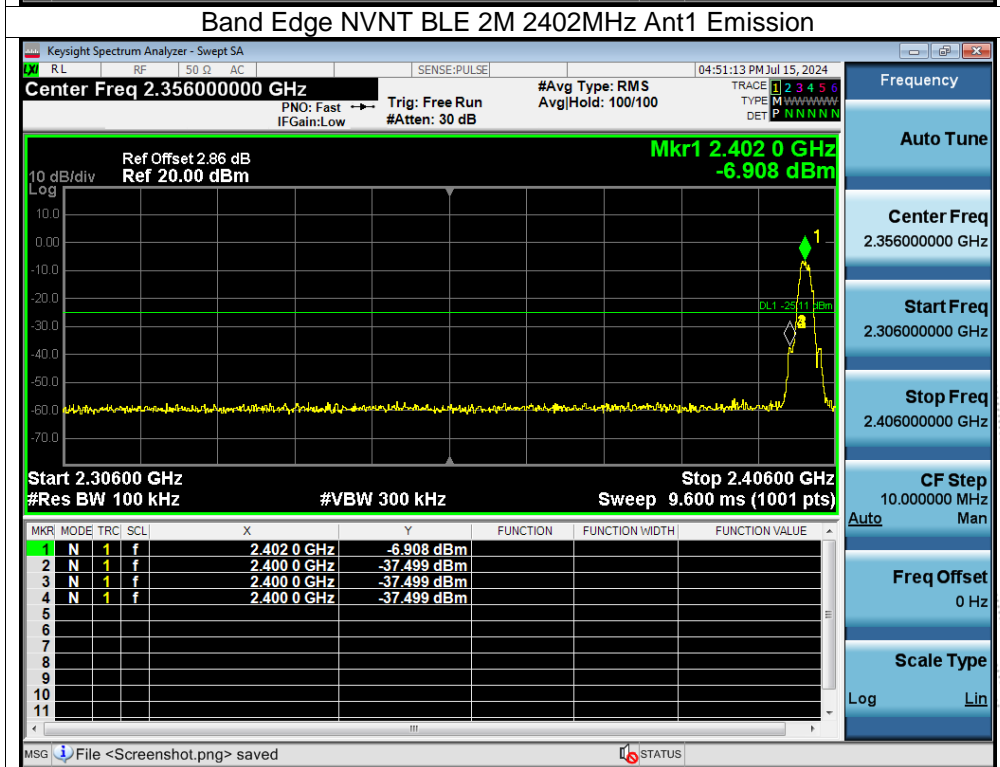 Band Edge NVNT BLE 2M 2402MHz Ant1 Emission
Keysight Spectrum Analyzer - Swept SA
LXI RL RF 50 Ω AC SENSE:PULSE 04:51:13 PM Jul 15, 2024
Center Freq 2.356000000 GHz #Avg Type: RMS TRACE 1 2 3 4 5 6
PNO: Fast Trig: Free Run Avg|Hold: 100/100 TYPE M WWWWW
IFGain:Low #Atten: 30 dB DET P N N N N N
Ref Offset 2.86 dB Mkr1 2.402 0 GHz
10 dB/div Ref 20.00 dBm -6.908 dBm
Log
10.0
0.00
1
-10.0
-20.0
DL1 -25.11 dBm
-30.0
-40.0
-50.0
-60.0
-70.0
Start 2.30600 GHz Stop 2.40600 GHz
#Res BW 100 kHz #VBW 300 kHz Sweep 9.600 ms (1001 pts)
MKR MODE TRC SCL X Y FUNCTION FUNCTION WIDTH FUNCTION VALUE
1 N 1 f 2.402 0 GHz -6.908 dBm
2 N 1 f 2.400 0 GHz -37.499 dBm
3 N 1 f 2.400 0 GHz -37.499 dBm
4 N 1 f 2.400 0 GHz -37.499 dBm
5
6
7
8
9
10
11
MSG File <Screenshot.png> saved STATUS
Frequency
Auto Tune
Center Freq
2.356000000 GHz
Start Freq
2.306000000 GHz
Stop Freq
2.406000000 GHz
CF Step
10.000000 MHz
Auto Man
Freq Offset
0 Hz
Scale Type
Log Lin